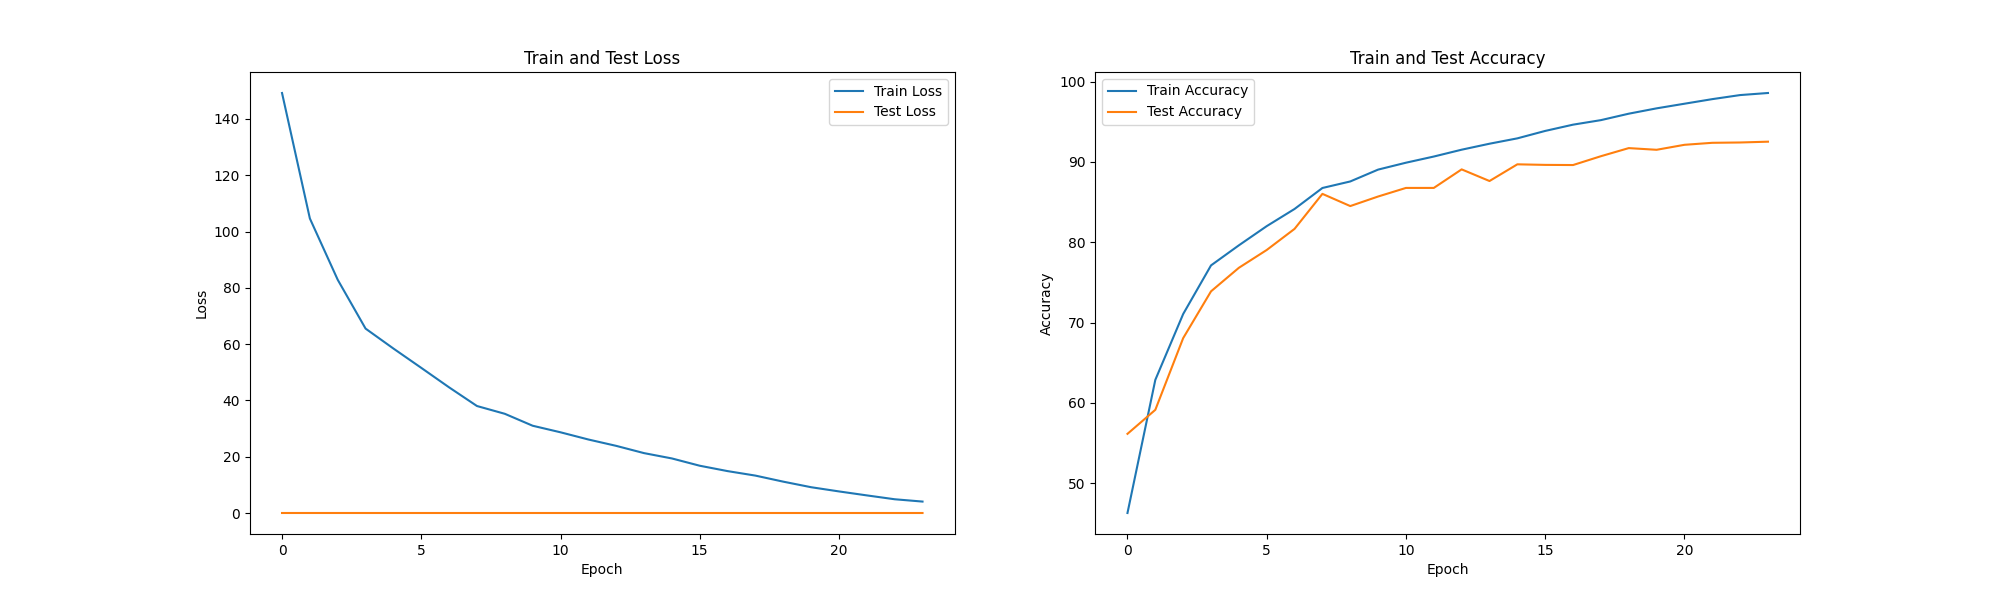 Train and Test Loss
Train Loss
Test Loss
140
120
100
80
60
40
20
0
Loss
0 5 10 15 20
Epoch
Train and Test Accuracy
Train Accuracy
Test Accuracy
100
90
80
70
60
50
Accuracy
0 5 10 15 20
Epoch